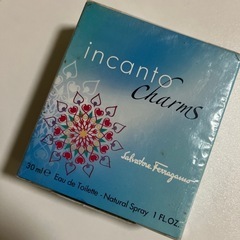 incanto
Charms
Salvatore Ferragamo
30 ml e Eau de Toilette - Natural Spray 1 FL.OZ.